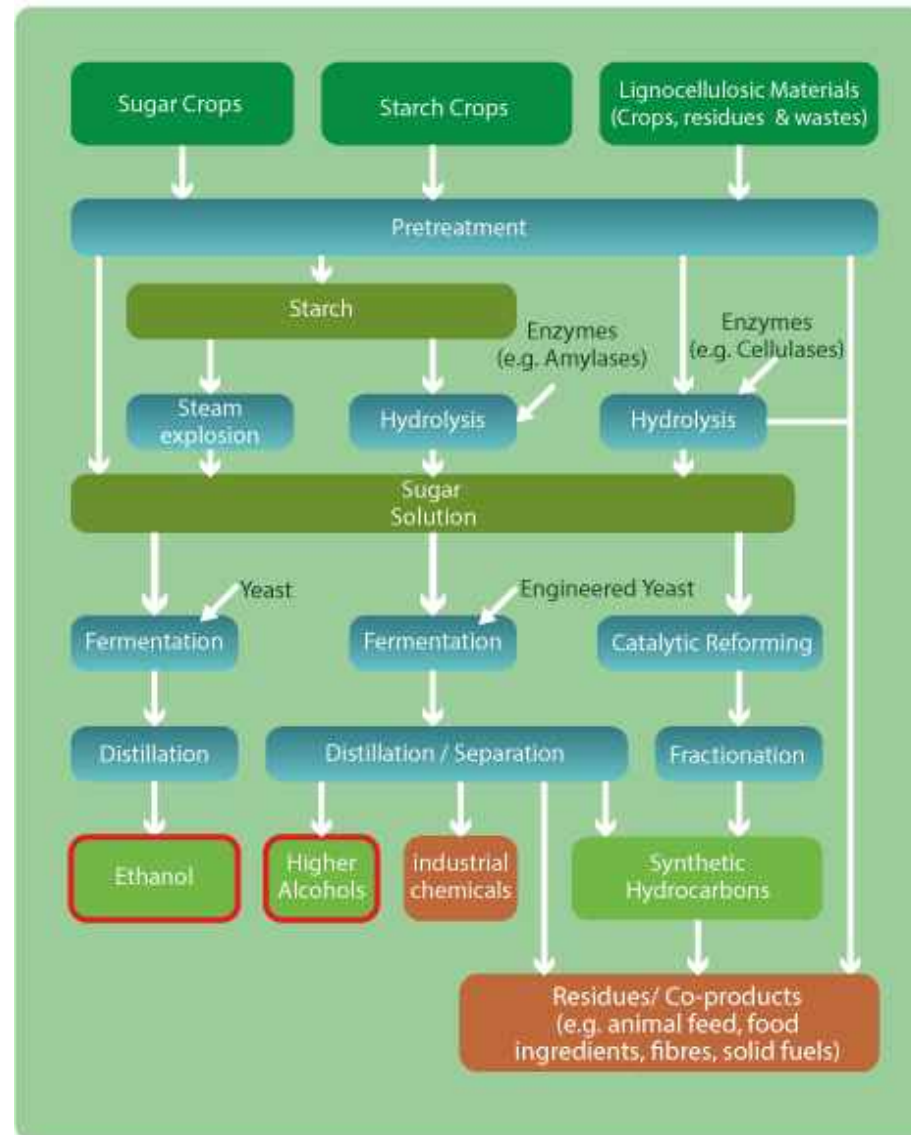 Sugar Crops
Starch Crops
Lignocellulosic Materials
(Crops, residues & wastes)
Pretreatment
Starch
Enzymes
(e.g. Amylases)
Enzymes
(e.g. Cellulases)
Steam
explosion
Hydrolysis
Hydrolysis
Sugar
Solution
Yeast
Engineered Yeast
Fermentation
Fermentation
Catalytic Reforming
Distillation
Distillation / Separation
Fractionation
Ethanol
Higher
Alcohols
industrial
chemicals
Synthetic
Hydrocarbons
Residues/ Co-products
(e.g. animal feed, food
ingredients, fibres, solid fuels)